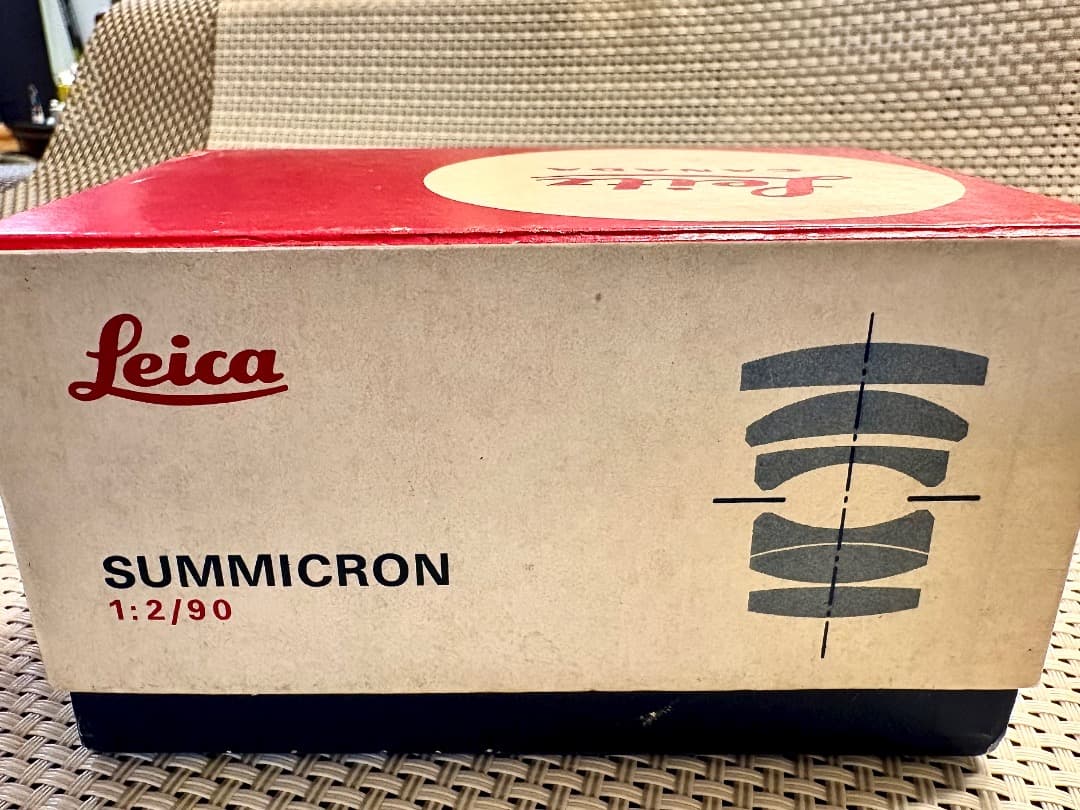 Leitz
CANADA
Leica
SUMMICRON
1:2/90